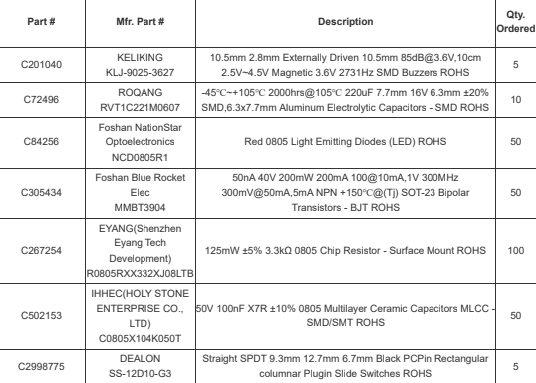 Part # Mfr. Part # Description Qty. Ordered
C201040
KELIKING
KLJ-9025-3627
10.5mm 2.8mm Externally Driven 10.5mm 85dB@3.6V,10cm
2.5V~4.5V Magnetic 3.6V 2731Hz SMD Buzzers ROHS
5
C72496
ROQANG
RVT1C221M0607
-45℃~+105℃ 2000hrs@105℃ 220uF 7.7mm 16V 6.3mm ±20%
SMD,6.3x7.7mm Aluminum Electrolytic Capacitors - SMD ROHS
10
C84256
Foshan NationStar
Optoelectronics
NCD0805R1
Red 0805 Light Emitting Diodes (LED) ROHS
50
C305434
Foshan Blue Rocket
Elec
MMBT3904
50nA 40V 200mW 200mA 100@10mA,1V 300MHz
300mV@50mA,5mA NPN +150℃@(Tj) SOT-23 Bipolar
Transistors - BJT ROHS
50
C267254
EYANG(Shenzhen
Eyang Tech
Development)
R0805RXX332XJ08LTB
125mW ±5% 3.3kΩ 0805 Chip Resistor - Surface Mount ROHS
100
C502153
IHHEC(HOLY STONE
ENTERPRISE CO.,
LTD)
C0805X104K050T
50V 100nF X7R ±10% 0805 Multilayer Ceramic Capacitors MLCC -
SMD/SMT ROHS
50
C2998775
DEALON
SS-12D10-G3
Straight SPDT 9.3mm 12.7mm 6.7mm Black PCPin Rectangular
columnar Plugin Slide Switches ROHS
5